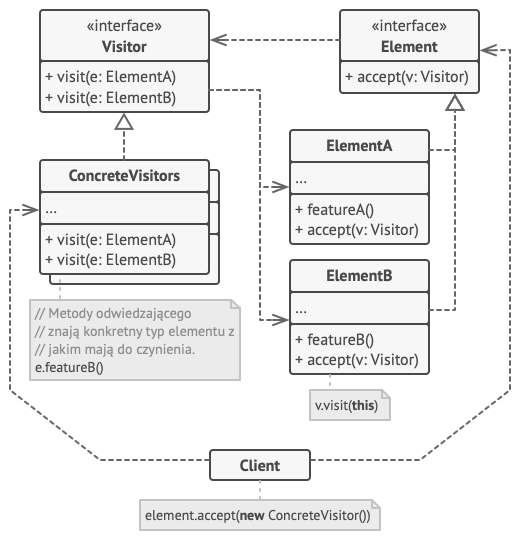 «interface»
Visitor
+ visit(e: ElementA)
+ visit(e: ElementB)
«interface»
Element
+ accept(v: Visitor)
ConcreteVisitors
...
+ visit(e: ElementA)
+ visit(e: ElementB)
// Metody odwiedzającego
// znają konkretny typ elementu z
// jakim mają do czynienia.
e.featureB()
ElementA
...
+ featureA()
+ accept(v: Visitor)
ElementB
...
+ featureB()
+ accept(v: Visitor)
v.visit(this)
Client
element.accept(new ConcreteVisitor())